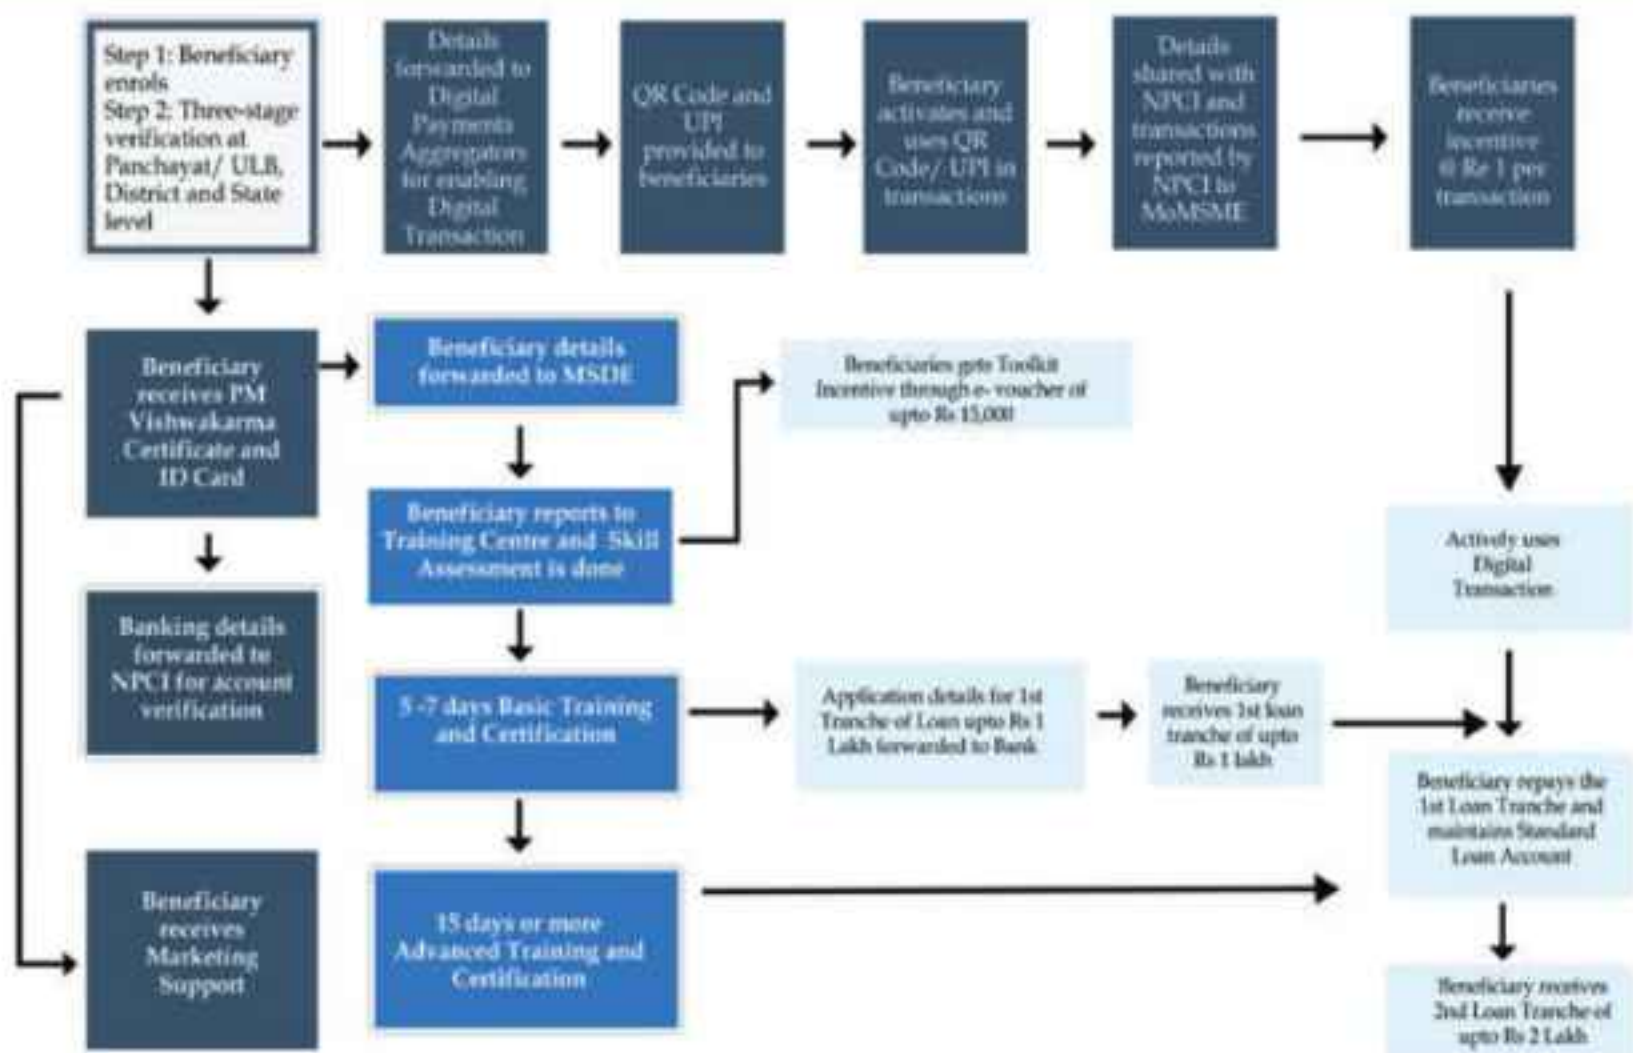 Step 1: Beneficiary
enrols
Step 2: Three-stage
verification at
Panchayat/ ULB,
District and State
level
Details
forwarded to
Digital
Payments
Aggregators
for enabling
Digital
Transaction
QR Code and
UPI
provided to
beneficiaries
Beneficiary
activates and
uses QR
Code/ UPI in
transactions
Details
shared with
NPCI and
transactions
reported by
NPCI to
MoMSME
Beneficiaries
receive
incentive
@ Re 1 per
transaction
Beneficiary
receives PM
Vishwakarma
Certificate and
ID Card
Beneficiary details
forwarded to MSDE
Beneficiaries gets Toolkit
Incentive through e- voucher of
upto Rs 15,000
Beneficiary reports to
Training Centre and Skill
Assessment is done
Actively uses
Digital
Transaction
Banking details
forwarded to
NPCI for account
verification
5 -7 days Basic Training
and Certification
Application details for 1st
Tranche of Loan upto Rs 1
Lakh forwarded to Bank
Beneficiary
receives 1st loan
tranche of upto
Rs 1 lakh
Beneficiary repays the
1st Loan Tranche and
maintains Standard
Loan Account
Beneficiary
receives
Marketing
Support
15 days or more
Advanced Training and
Certification
Beneficiary receives
2nd Loan Tranche of
upto Rs 2 Lakh